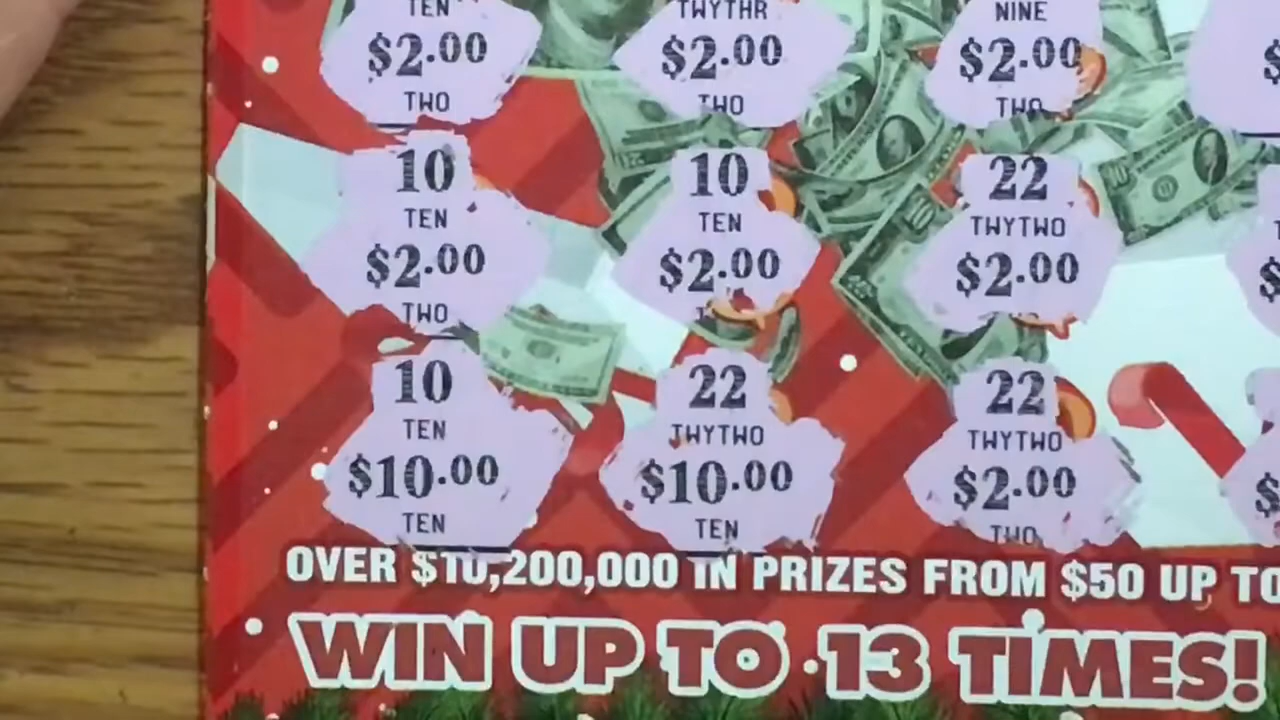 TEN TWYTHR NINE
$2.00 $2.00 $2.00
TWO TWO TWO
10 10 22
TEN TEN TWYTWO
$2.00 $2.00 $2.00
TWO
10 22 22
TEN TWYTWO TWYTWO
$10.00 $10.00 $2.00
TEN TEN TWO
OVER $10,200,000 IN PRIZES FROM $50 UP TO
WIN UP TO 13 TIMES!